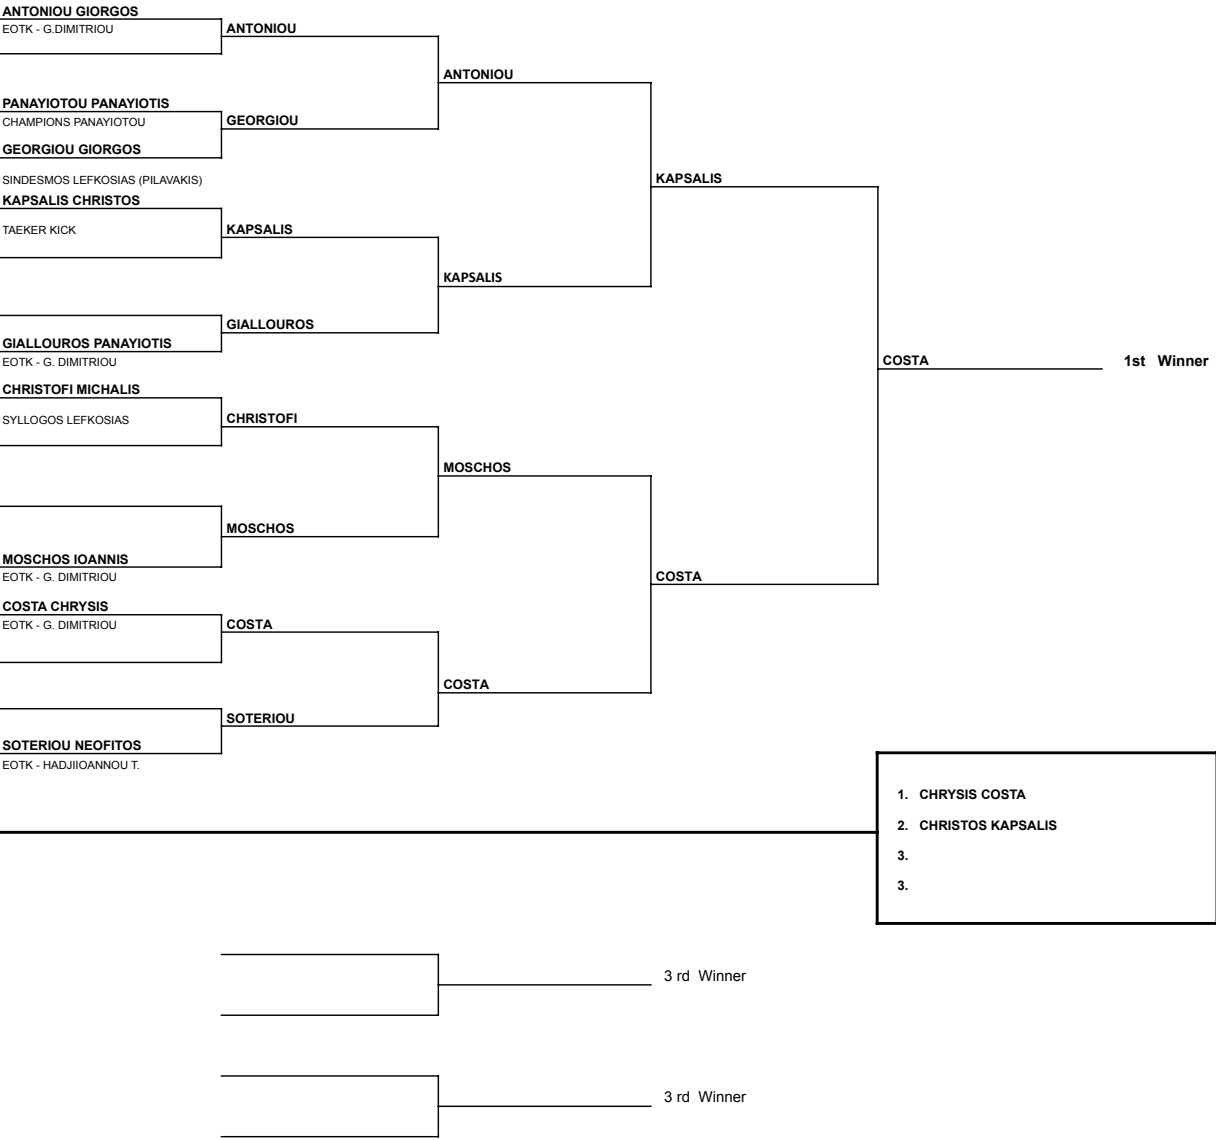 ANTONIOU GIORGOS
EOTK - G.DIMITRIOU
ANTONIOU
ANTONIOU
PANAYIOTOU PANAYIOTIS
CHAMPIONS PANAYIOTOU
GEORGIOU
GEORGIOU GIORGOS
SINDESMOS LEFKOSIAS (PILAVAKIS)
KAPSALIS
KAPSALIS CHRISTOS
TAEKER KICK
KAPSALIS
KAPSALIS
GIALLOUROS
GIALLOUROS PANAYIOTIS
EOTK - G. DIMITRIOU
COSTA
1st Winner
CHRISTOFI MICHALIS
SYLLOGOS LEFKOSIAS
CHRISTOFI
MOSCHOS
MOSCHOS
MOSCHOS IOANNIS
EOTK - G. DIMITRIOU
COSTA
COSTA CHRYSIS
EOTK - G. DIMITRIOU
COSTA
COSTA
SOTERIOU
SOTERIOU NEOFITOS
EOTK - HADJIIOANNOU T.
1. CHRYSIS COSTA
2. CHRISTOS KAPSALIS
3.
3.
3 rd Winner
3 rd Winner